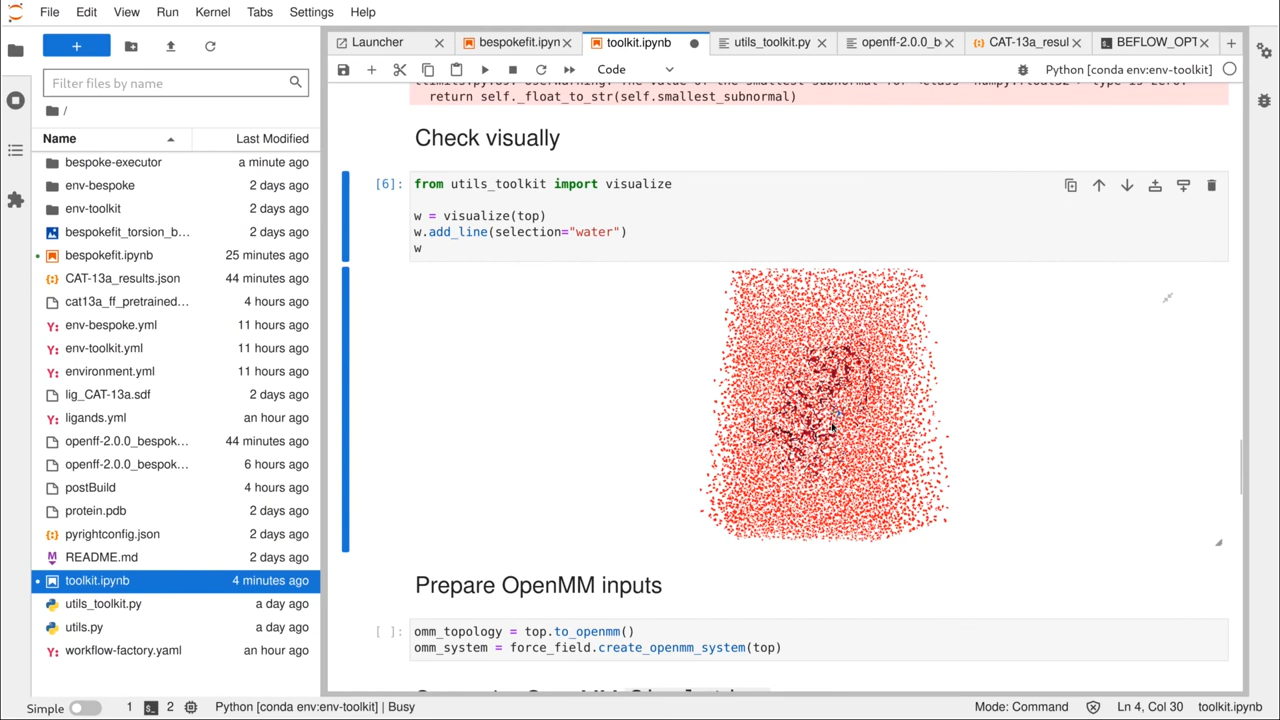 File Edit View Run Kernel Tabs Settings Help
Launcher
bespokefit.ipyn
toolkit.ipynb
utils_toolkit.py
openff-2.0.0_b
CAT-13a_resul
BEFLOW_OPT
Filter files by name
Code
Python [conda env:env-toolkit]
/
Name Last Modified
bespoke-executor a minute ago
env-bespoke 2 days ago
env-toolkit 2 days ago
bespokefit_torsion_b... 2 days ago
bespokefit.ipynb 25 minutes ago
CAT-13a_results.json 44 minutes ago
cat13a_ff_pretrained... 4 hours ago
env-bespoke.yml 11 hours ago
env-toolkit.yml 11 hours ago
environment.yml 11 hours ago
lig_CAT-13a.sdf 2 days ago
ligands.yml an hour ago
openff-2.0.0_bespok... 44 minutes ago
openff-2.0.0_bespok... 6 hours ago
postBuild 4 hours ago
protein.pdb 2 days ago
pyrightconfig.json 2 days ago
README.md 2 days ago
toolkit.ipynb 4 minutes ago
utils_toolkit.py a day ago
utils.py a day ago
workflow-factory.yaml an hour ago
return self._float_to_str(self.smallest_subnormal)
Check visually
[6]:
from utils_toolkit import visualize
w = visualize(top)
w.add_line(selection="water")
w
Prepare OpenMM inputs
[ ]:
omm_topology = top.to_openmm()
omm_system = force_field.create_openmm_system(top)
Simple 1 2 Python [conda env:env-toolkit] | Busy Mode: Command Ln 4, Col 30 toolkit.ipynb